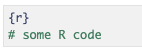 {r}
# some R code